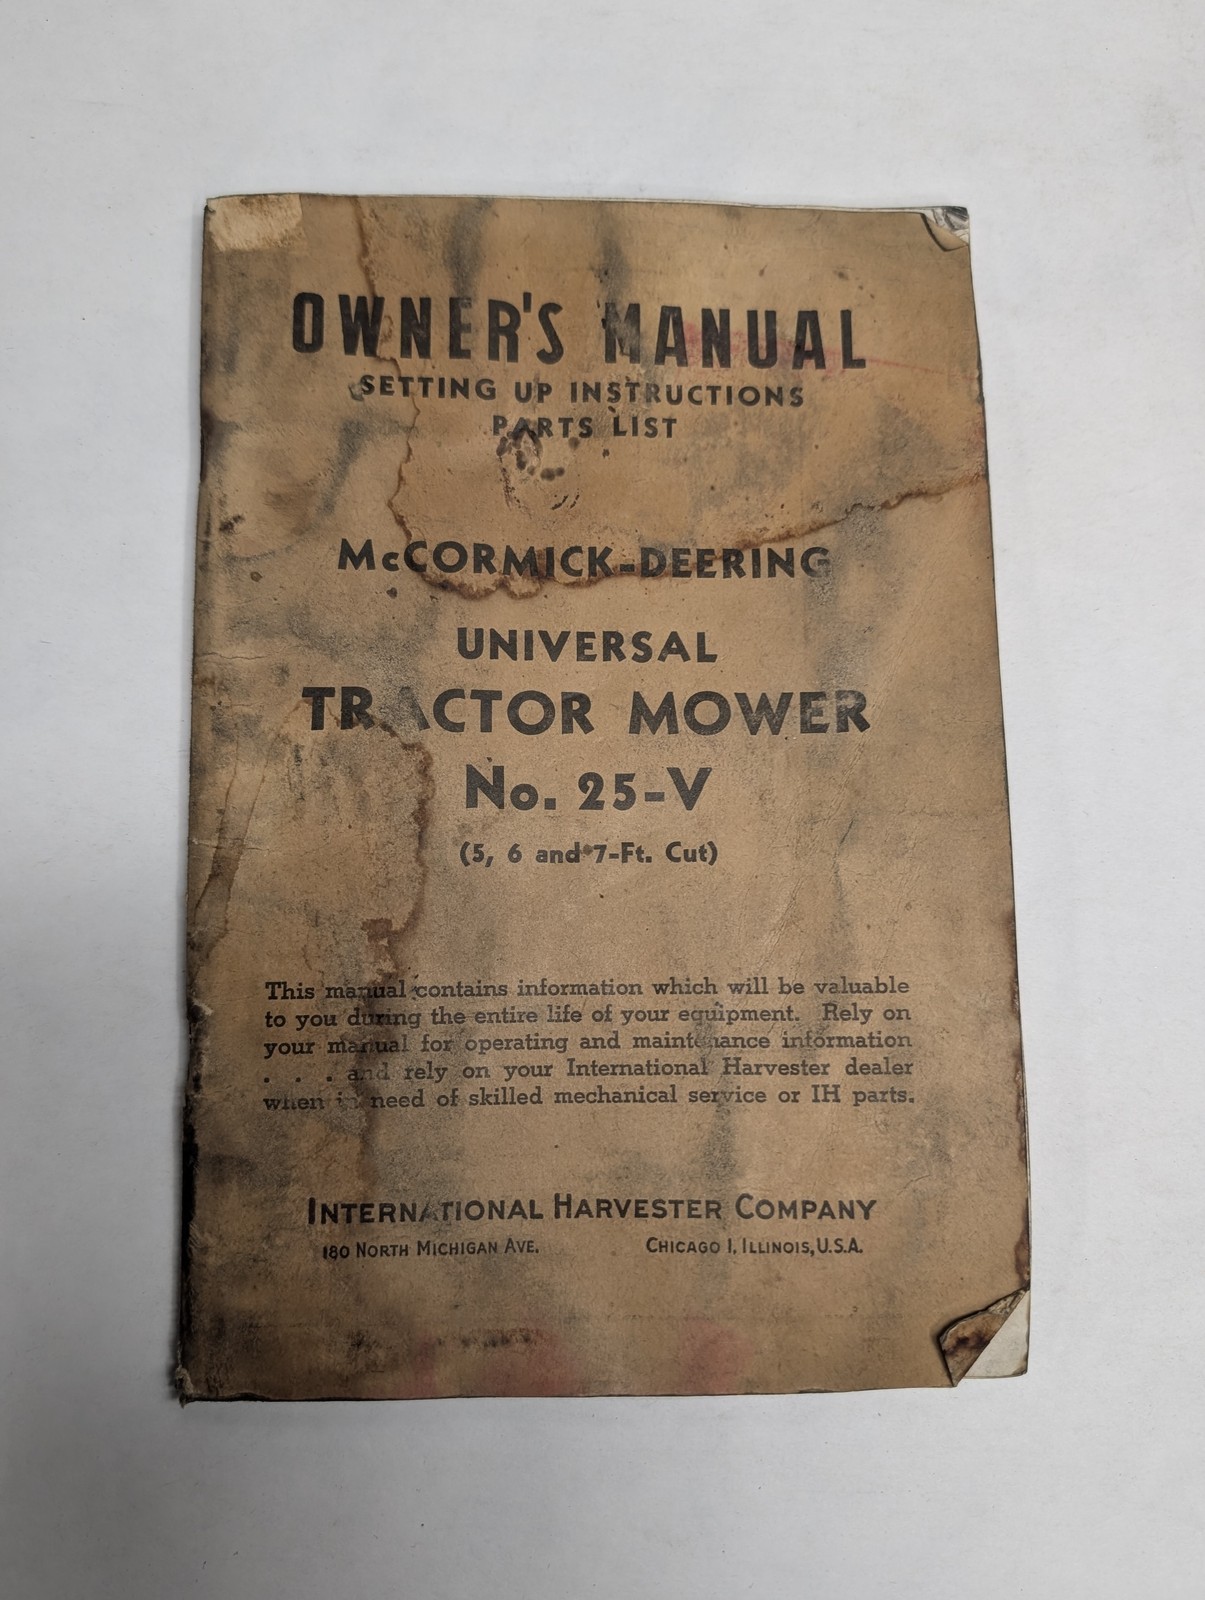 OWNER'S MANUAL
SETTING UP INSTRUCTIONS
PARTS LIST
McCORMICK-DEERING
UNIVERSAL
TRACTOR MOWER
No. 25-V
(5, 6 and 7-Ft. Cut)
This manual contains information which will be valuable
to you during the entire life of your equipment. Rely on
your manual for operating and maintenance information
. . . and rely on your International Harvester dealer
when in need of skilled mechanical service or IH parts.
INTERNATIONAL HARVESTER COMPANY
180 NORTH MICHIGAN AVE. CHICAGO 1, ILLINOIS, U.S.A.